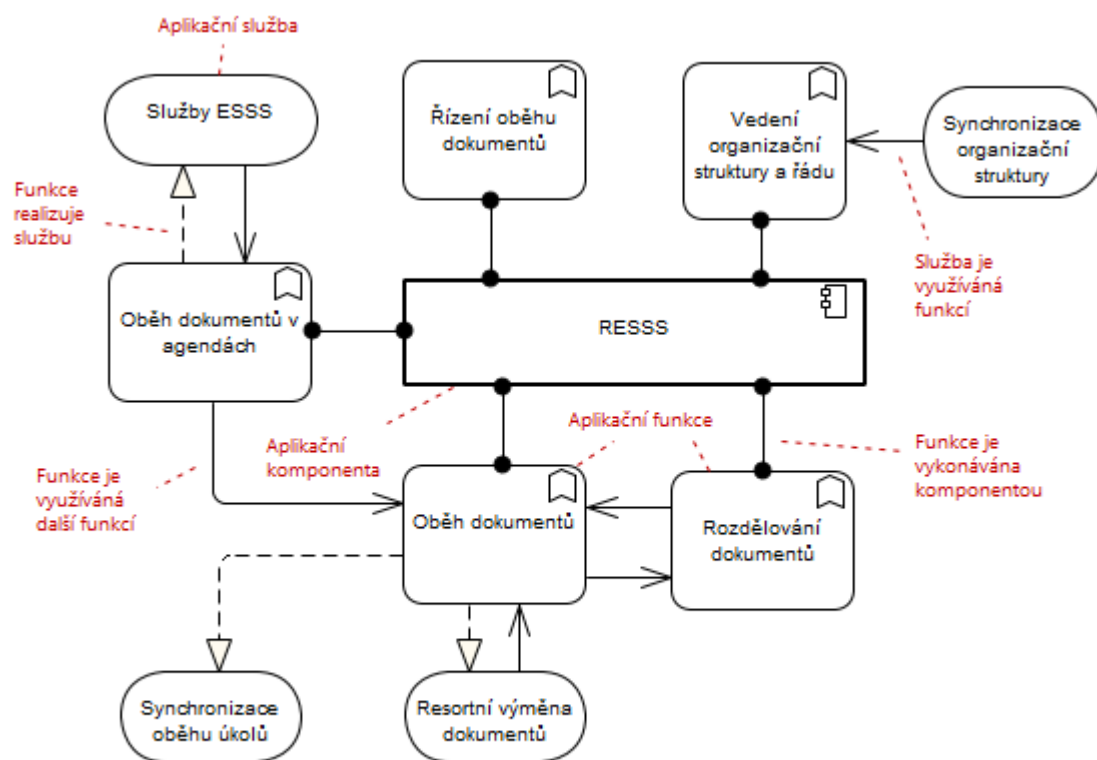 Aplikační služba
Služby ESSS
Řízení oběhu
dokumentů
Vedení
organizační
struktury a řádu
Synchronizace
organizační
struktury
Funkce
realizuje
službu
Služba je
využíváná
funkcí
Oběh dokumentů v
agendách
RESSS
Funkce je
využíváná
další funkcí
Aplikační
komponenta
Aplikační funkce
Funkce je
vykonávána
komponentou
Oběh dokumentů
Rozdělování
dokumentů
Synchronizace
oběhu úkolů
Resortní výměna
dokumentů